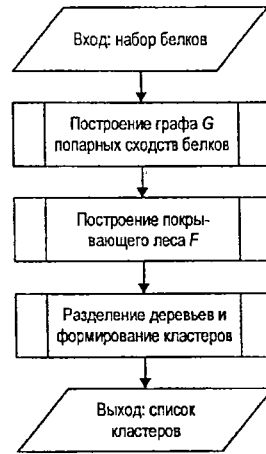 Вход: набор белков
Построение графа G
попарных сходств белков
Построение покры-
вающего леса F
Разделение деревьев и
формирование кластеров
Выход: список
кластеров